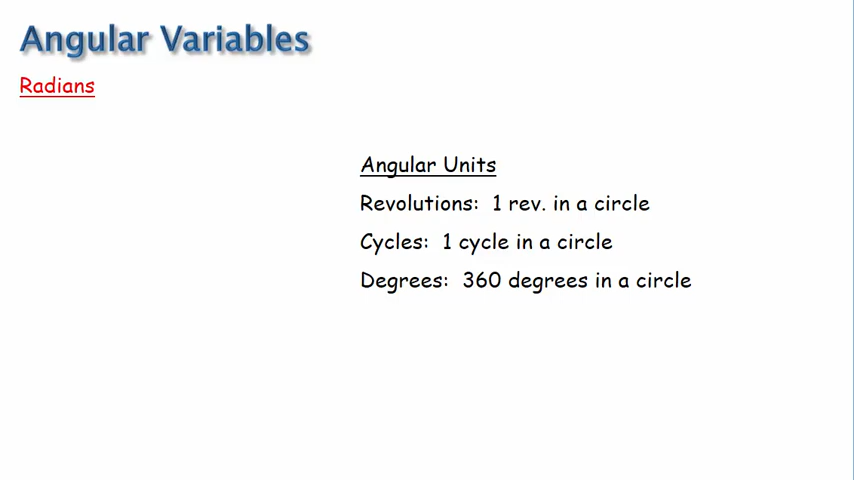 Angular Variables
Radians
Angular Units
Revolutions: 1 rev. in a circle
Cycles: 1 cycle in a circle
Degrees: 360 degrees in a circle